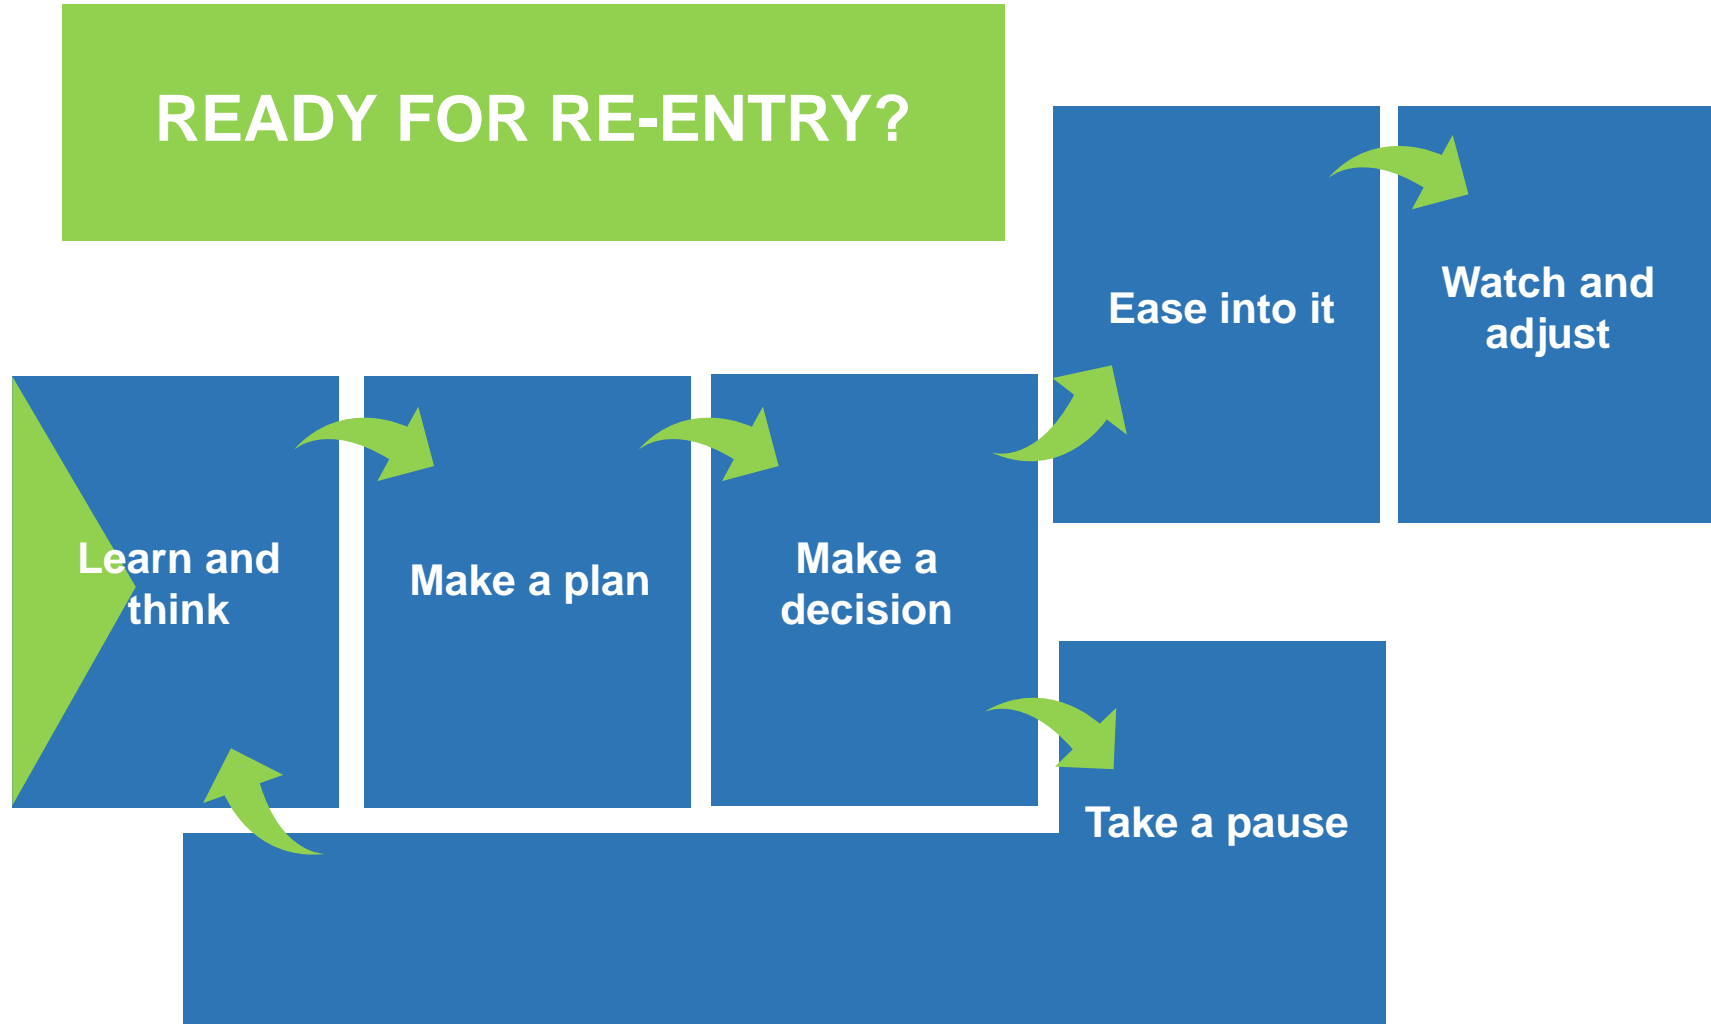 READY FOR RE-ENTRY?
Learn and
think
Make a plan
Make a
decision
Ease into it
Watch and
adjust
Take a pause